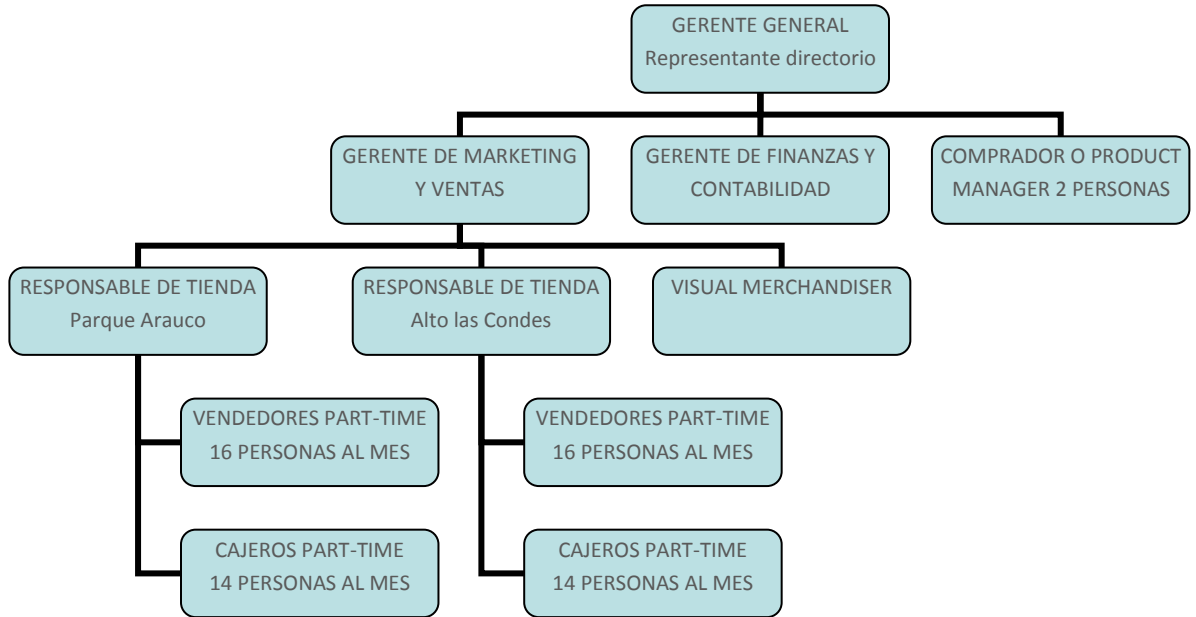 GERENTE GENERAL
Representante directorio
GERENTE DE MARKETING
Y VENTAS
GERENTE DE FINANZAS Y
CONTABILIDAD
COMPRADOR O PRODUCT
MANAGER 2 PERSONAS
RESPONSABLE DE TIENDA
Parque Arauco
RESPONSABLE DE TIENDA
Alto las Condes
VISUAL MERCHANDISER
VENDEDORES PART-TIME
16 PERSONAS AL MES
VENDEDORES PART-TIME
16 PERSONAS AL MES
CAJEROS PART-TIME
14 PERSONAS AL MES
CAJEROS PART-TIME
14 PERSONAS AL MES